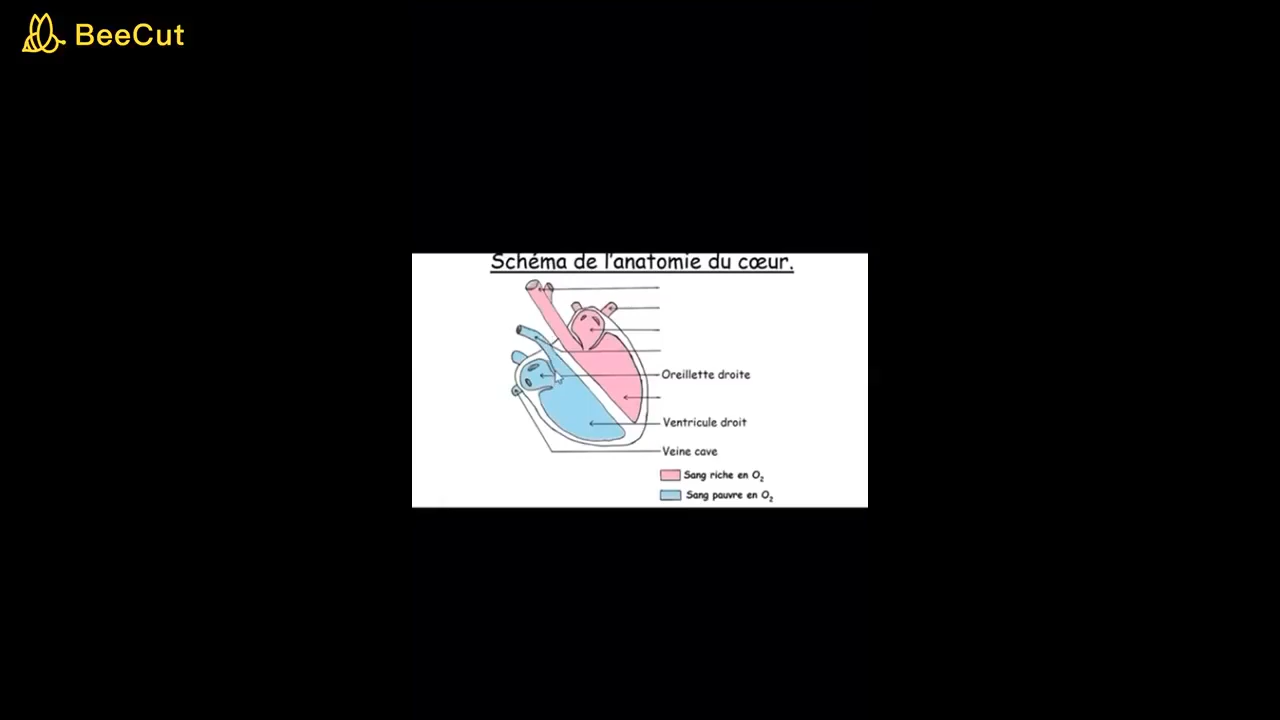 BeeCut
Schéma de l'anatomie du cœur.
Oreillette droite
Ventricule droit
Veine cave
Sang riche en O₂
Sang pauvre en O₂